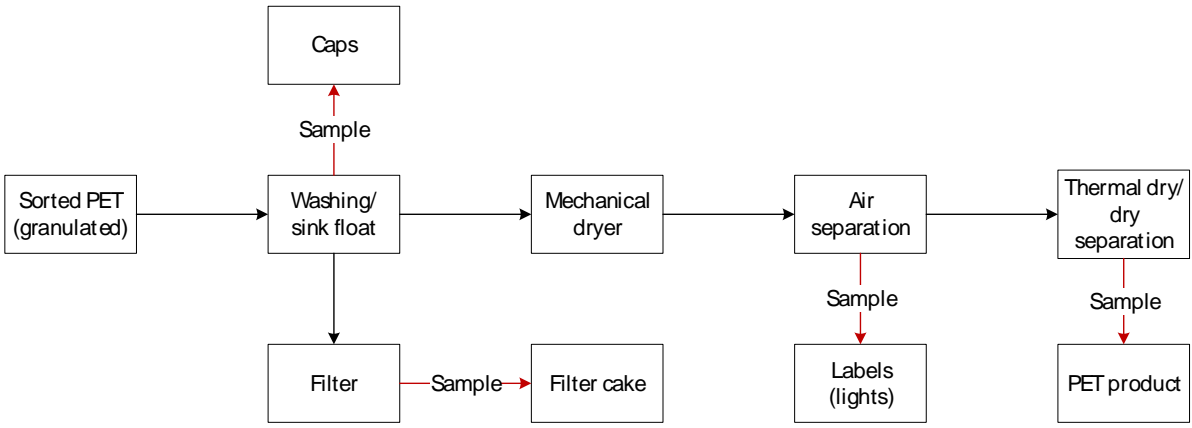 Caps
Sample
Sorted PET
(granulated)
Washing/
sink float
Mechanical
dryer
Air
separation
Thermal dry/
dry
separation
Sample
Sample
Filter
Sample
Filter cake
Labels
(lights)
PET product